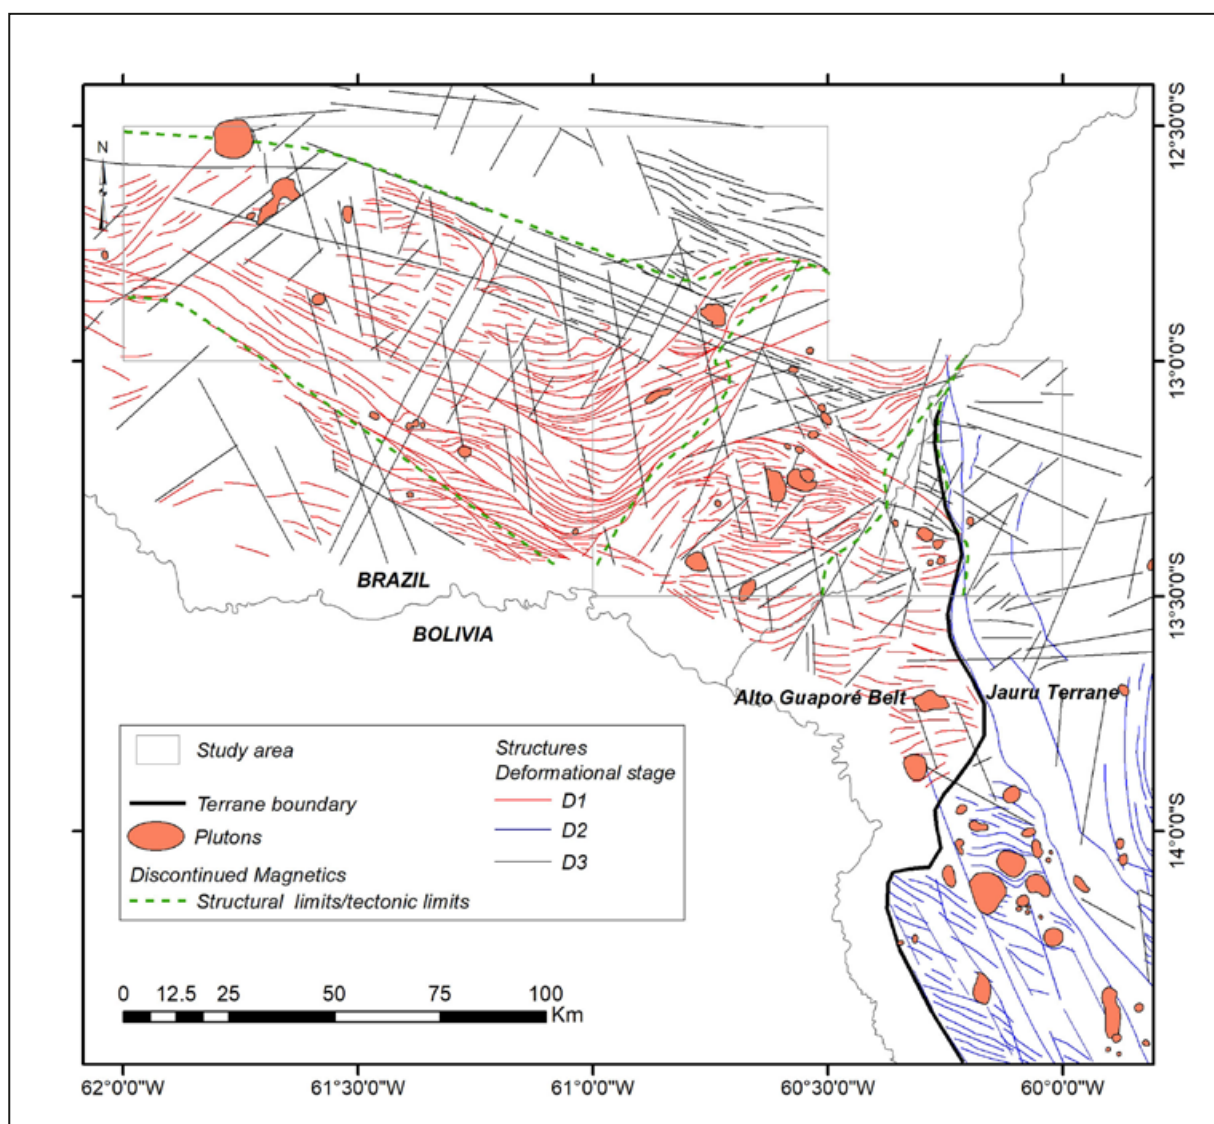 12°30'0"S
N
13°0'0"S
BRAZIL
13°30'0"S
BOLIVIA
Alto Guaporé Belt
Jauru Terrane
Study area
Structures
Deformational stage
Terrane boundary
D1
Plutons
D2
14°0'0"S
Discontinued Magnetics
D3
Structural limits/tectonic limits
0 12.5 25 50 75 100
Km
62°0'0"W 61°30'0"W 61°0'0"W 60°30'0"W 60°0'0"W